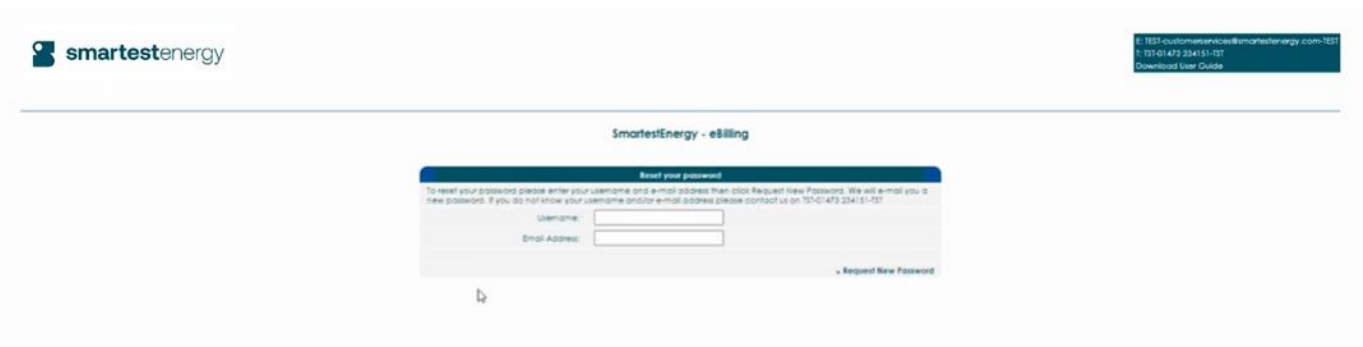 smartestenergy
E: TEST-customerservices@smartestenergy.com-TEST
T: TST-01473 234151-TST
Download User Guide
SmartestEnergy - eBilling
Reset your password
To reset your password please enter your username and e-mail address then click Request New Password. We will e-mail you a
new password. If you do not know your username and/or e-mail address please contact us on TST-01473 234151-TST
Username:
Email Address:
» Request New Password